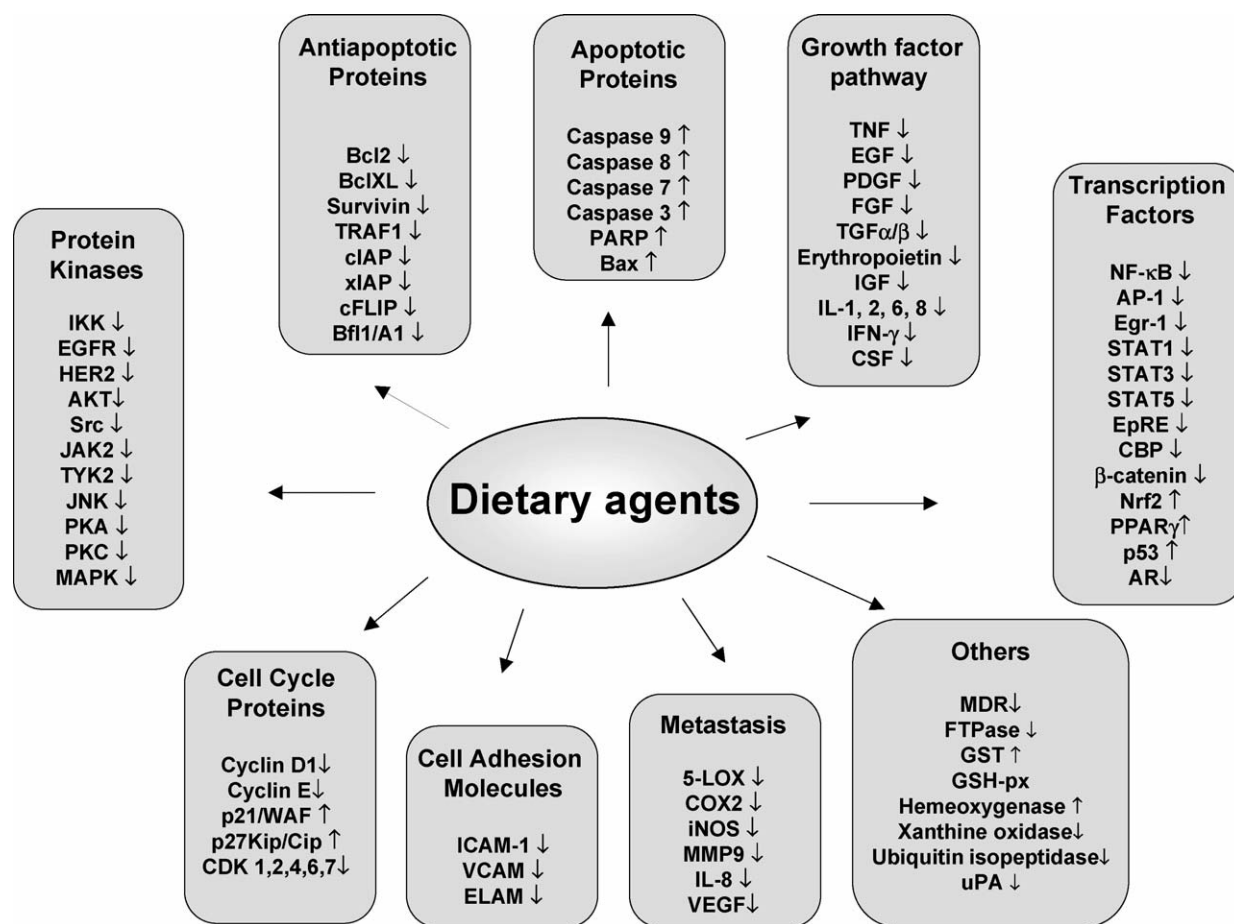 Antiapoptotic
Proteins
Bcl2 ↓
BclXL ↓
Survivin ↓
TRAF1 ↓
cIAP ↓
xIAP ↓
cFLIP ↓
Bfl1/A1 ↓
Apoptotic
Proteins
Caspase 9 ↑
Caspase 8 ↑
Caspase 7 ↑
Caspase 3 ↑
PARP ↑
Bax ↑
Growth factor
pathway
TNF ↓
EGF ↓
PDGF ↓
FGF ↓
TGFα/β ↓
Erythropoietin ↓
IGF ↓
IL-1, 2, 6, 8 ↓
IFN-γ ↓
CSF ↓
Transcription
Factors
NF-κB ↓
AP-1 ↓
Egr-1 ↓
STAT1 ↓
STAT3 ↓
STAT5 ↓
EpRE ↓
CBP ↓
β-catenin ↓
Nrf2 ↑
PPARγ↑
p53 ↑
AR↓
Protein
Kinases
IKK ↓
EGFR ↓
HER2 ↓
AKT↓
Src ↓
JAK2 ↓
TYK2 ↓
JNK ↓
PKA ↓
PKC ↓
MAPK ↓
Dietary agents
Cell Cycle
Proteins
Cyclin D1↓
Cyclin E↓
p21/WAF ↑
p27Kip/Cip ↑
CDK 1,2,4,6,7↓
Cell Adhesion
Molecules
ICAM-1 ↓
VCAM ↓
ELAM ↓
Metastasis
5-LOX ↓
COX2 ↓
iNOS ↓
MMP9 ↓
IL-8 ↓
VEGF↓
Others
MDR↓
FTPase ↓
GST ↑
GSH-px
Hemeoxygenase ↑
Xanthine oxidase↓
Ubiquitin isopeptidase↓
uPA ↓